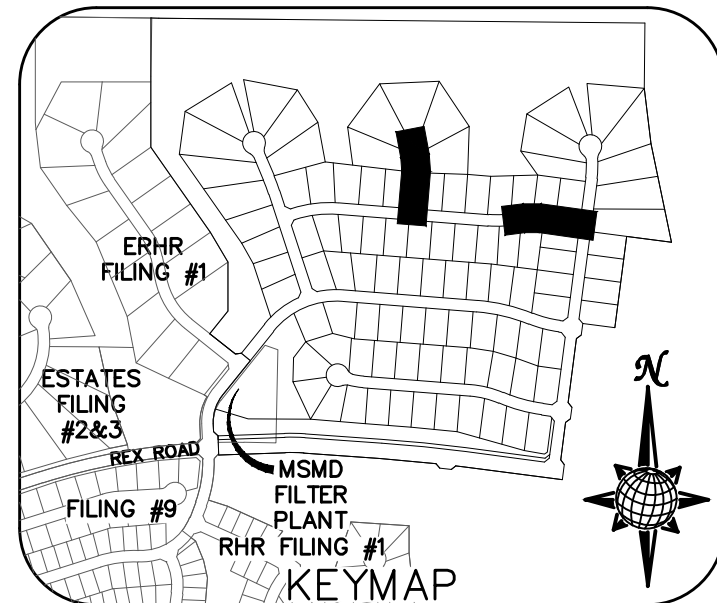 N
ERHR
FILING #1
ESTATES
FILING
#2&3
REX ROAD
FILING #9
MSMD
FILTER
PLANT
RHR FILING #1
KEYMAP